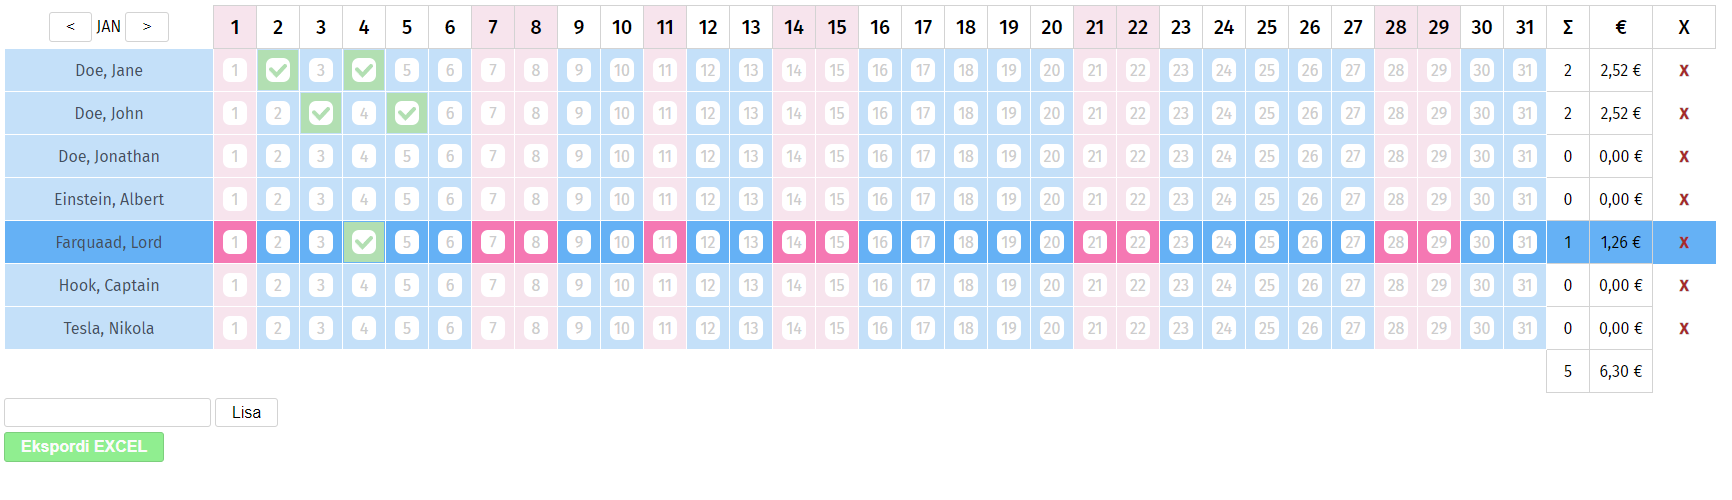 < JAN > 1 2 3 4 5 6 7 8 9 10 11 12 13 14 15 16 17 18 19 20 21 22 23 24 25 26 27 28 29 30 31 Σ € X
Doe, Jane 1 3 5 6 7 8 9 10 11 12 13 14 15 16 17 18 19 20 21 22 23 24 25 26 27 28 29 30 31 2 2,52 € X
Doe, John 1 2 4 6 7 8 9 10 11 12 13 14 15 16 17 18 19 20 21 22 23 24 25 26 27 28 29 30 31 2 2,52 € X
Doe, Jonathan 1 2 3 4 5 6 7 8 9 10 11 12 13 14 15 16 17 18 19 20 21 22 23 24 25 26 27 28 29 30 31 0 0,00 € X
Einstein, Albert 1 2 3 4 5 6 7 8 9 10 11 12 13 14 15 16 17 18 19 20 21 22 23 24 25 26 27 28 29 30 31 0 0,00 € X
Farquaad, Lord 1 2 3 5 6 7 8 9 10 11 12 13 14 15 16 17 18 19 20 21 22 23 24 25 26 27 28 29 30 31 1 1,26 € X
Hook, Captain 1 2 3 4 5 6 7 8 9 10 11 12 13 14 15 16 17 18 19 20 21 22 23 24 25 26 27 28 29 30 31 0 0,00 € X
Tesla, Nikola 1 2 3 4 5 6 7 8 9 10 11 12 13 14 15 16 17 18 19 20 21 22 23 24 25 26 27 28 29 30 31 0 0,00 € X
5 6,30 €
Lisa
Ekspordi EXCEL